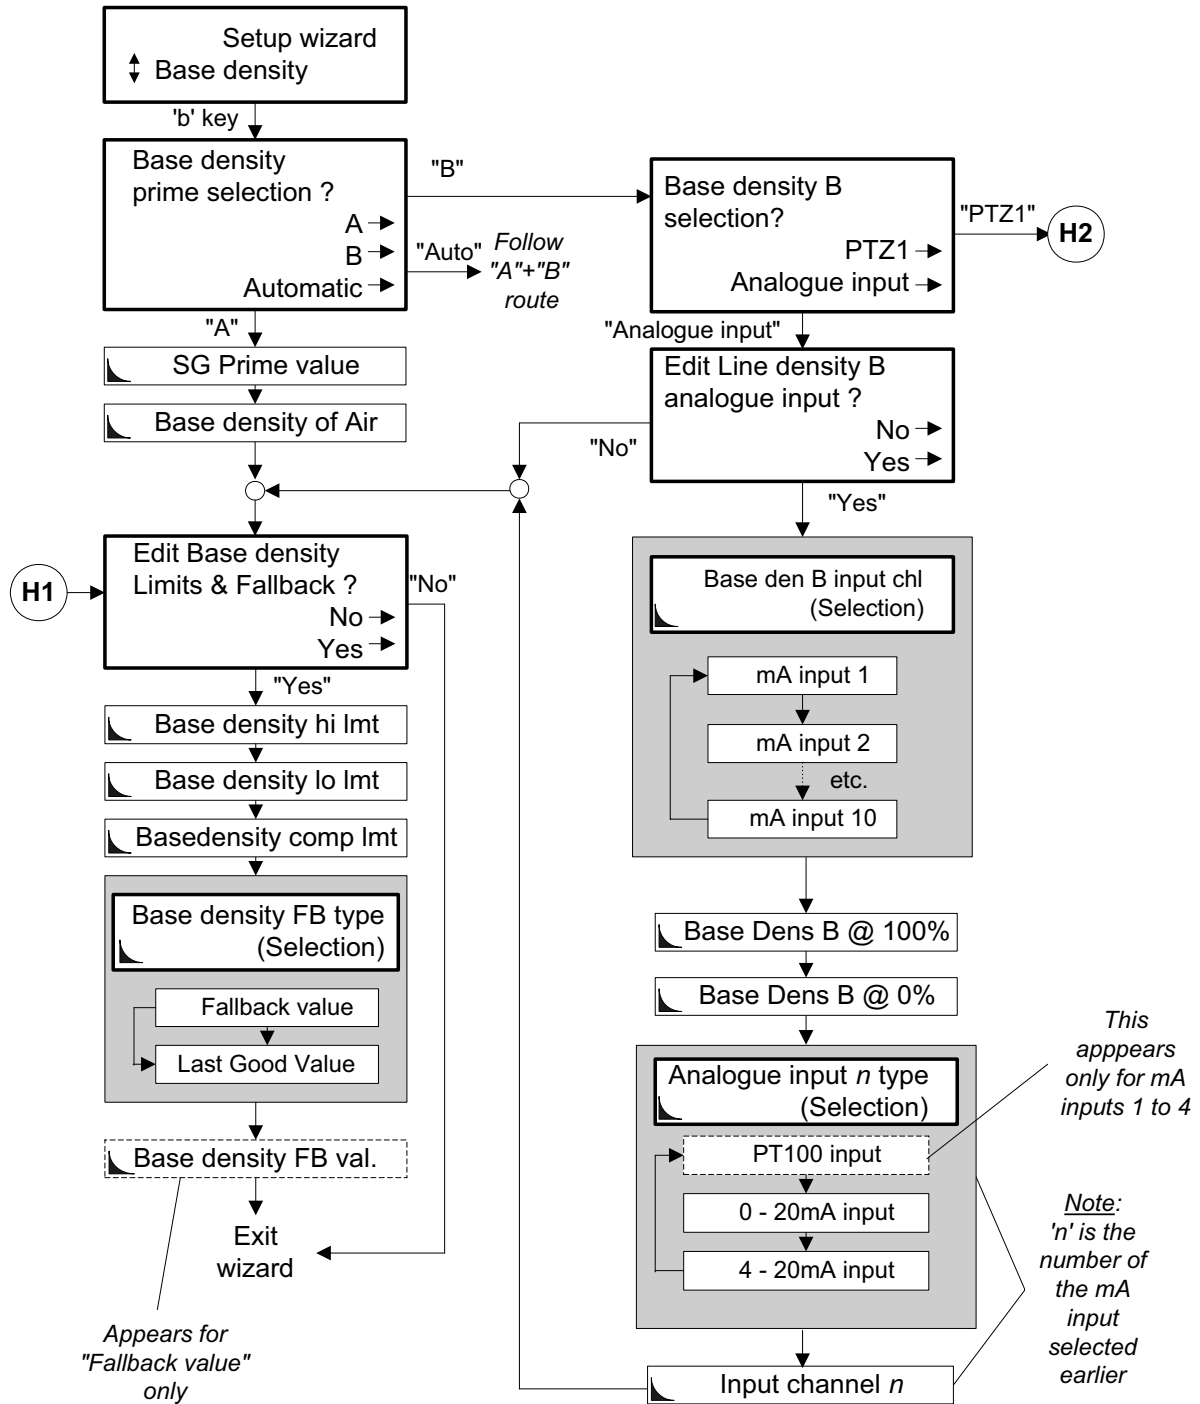 Setup wizard
Base density
'b' key
Base density
prime selection ?
A
B
Automatic
"B"
"Auto"
Follow
"A"+"B"
route
"A"
SG Prime value
Base density of Air
Base density B
selection?
PTZ1
Analogue input
"PTZ1"
H2
"Analogue input"
Edit Line density B
analogue input ?
No
Yes
"No"
"Yes"
H1
Edit Base density
Limits & Fallback ?
No
Yes
"No"
"Yes"
Base density hi lmt
Base density lo lmt
Basedensity comp lmt
Base density FB type
(Selection)
Fallback value
Last Good Value
Base density FB val.
Exit
wizard
Appears for
"Fallback value"
only
Base den B input chl
(Selection)
mA input 1
mA input 2
etc.
mA input 10
Base Dens B @ 100%
Base Dens B @ 0%
Analogue input n type
(Selection)
PT100 input
0 - 20mA input
4 - 20mA input
Input channel n
This
apppears
only for mA
inputs 1 to 4
Note:
'n' is the
number of
the mA
input
selected
earlier